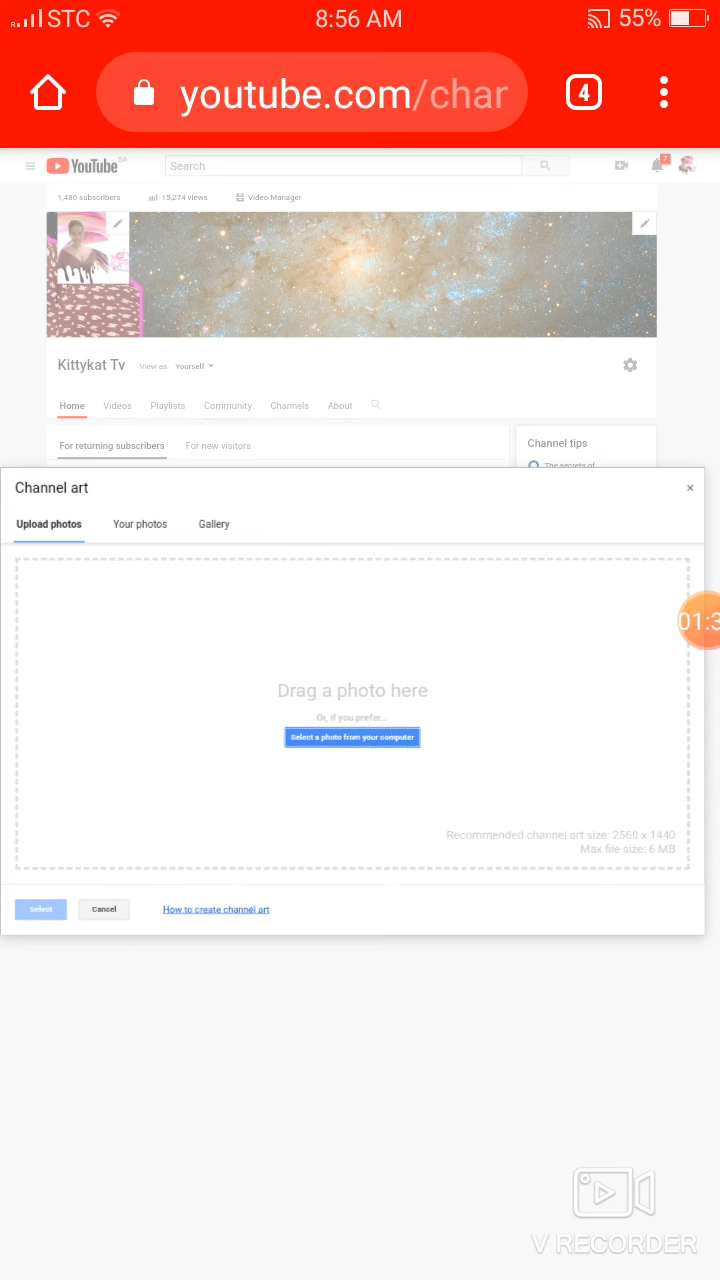 R STC 8:56 AM 55%
youtube.com/char 4
YouTube SA Search 7
1,480 subscribers 15,274 views Video Manager
Kittykat Tv View as: Yourself
Home Videos Playlists Community Channels About
For returning subscribers For new visitors Channel tips
The secrets of
Channel art ×
Upload photos Your photos Gallery
01:3
Drag a photo here
Or, if you prefer...
Select a photo from your computer
Recommended channel art size: 2560 x 1440
Max file size: 6 MB
Select Cancel How to create channel art
V RECORDER